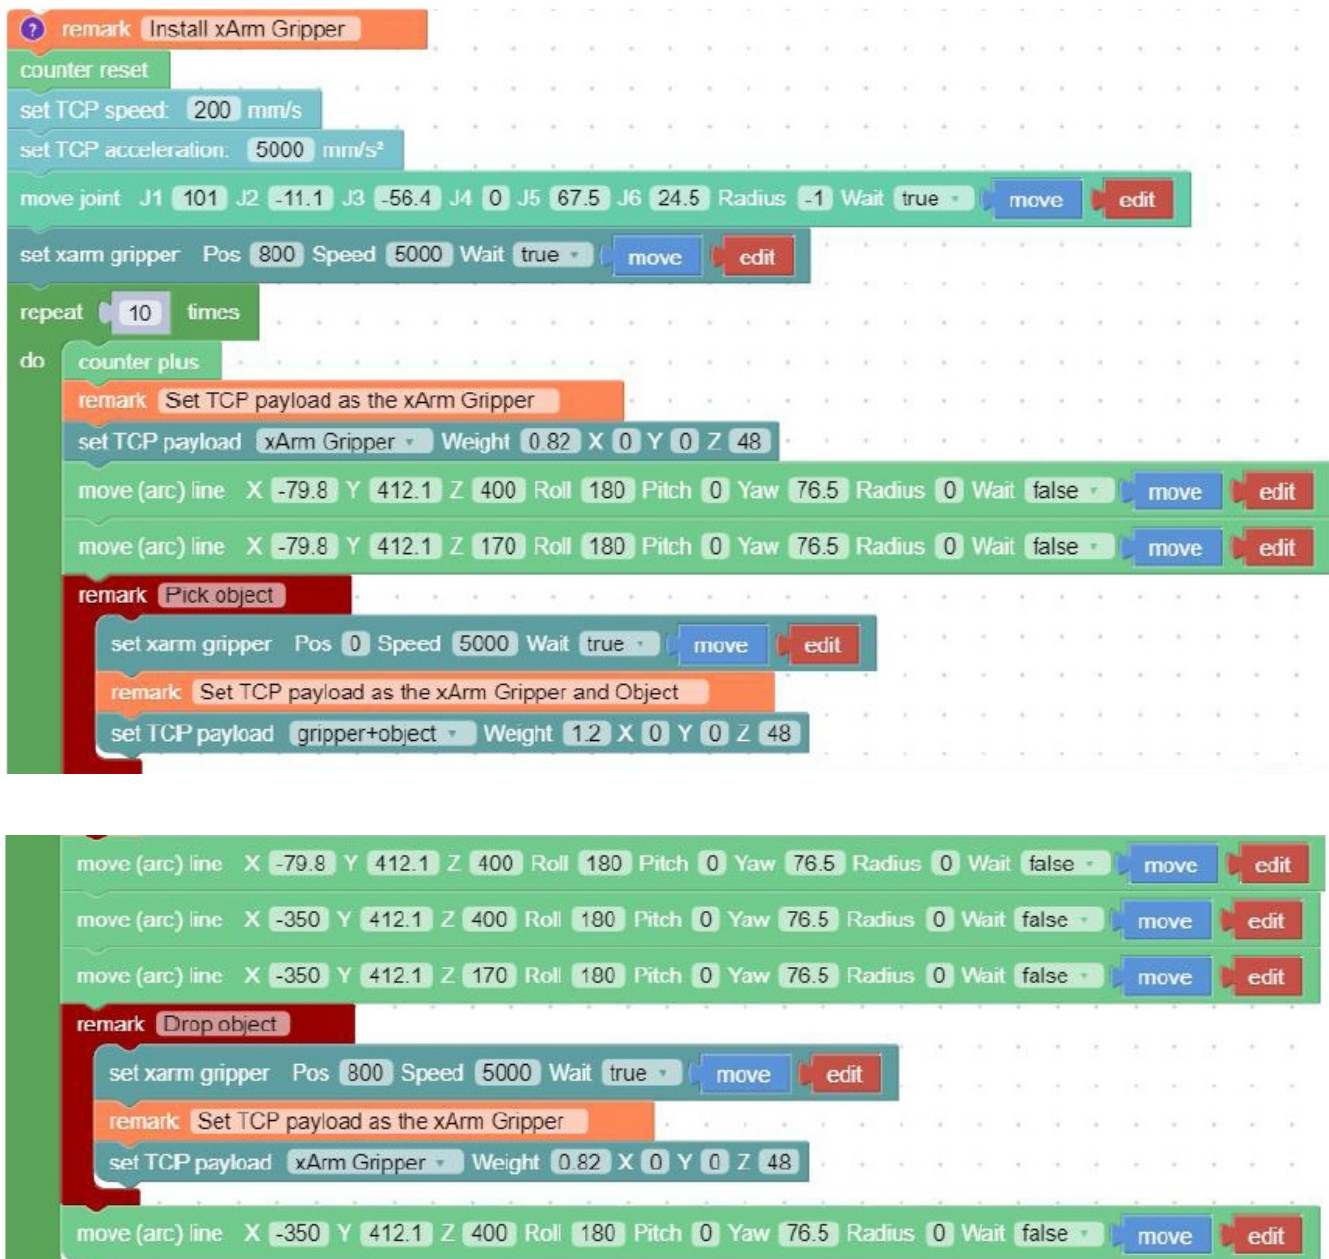 ? remark Install xArm Gripper
counter reset
set TCP speed: 200 mm/s
set TCP acceleration: 5000 mm/s²
move joint J1 101 J2 -11.1 J3 -56.4 J4 0 J5 67.5 J6 24.5 Radius -1 Wait true move edit
set xarm gripper Pos 800 Speed 5000 Wait true move edit
repeat 10 times
do counter plus
remark Set TCP payload as the xArm Gripper
set TCP payload xArm Gripper Weight 0.82 X 0 Y 0 Z 48
move (arc) line X -79.8 Y 412.1 Z 400 Roll 180 Pitch 0 Yaw 76.5 Radius 0 Wait false move edit
move (arc) line X -79.8 Y 412.1 Z 170 Roll 180 Pitch 0 Yaw 76.5 Radius 0 Wait false move edit
remark Pick object
set xarm gripper Pos 0 Speed 5000 Wait true move edit
remark Set TCP payload as the xArm Gripper and Object
set TCP payload gripper+object Weight 1.2 X 0 Y 0 Z 48
move (arc) line X -79.8 Y 412.1 Z 400 Roll 180 Pitch 0 Yaw 76.5 Radius 0 Wait false move edit
move (arc) line X -350 Y 412.1 Z 400 Roll 180 Pitch 0 Yaw 76.5 Radius 0 Wait false move edit
move (arc) line X -350 Y 412.1 Z 170 Roll 180 Pitch 0 Yaw 76.5 Radius 0 Wait false move edit
remark Drop object
set xarm gripper Pos 800 Speed 5000 Wait true move edit
remark Set TCP payload as the xArm Gripper
set TCP payload xArm Gripper Weight 0.82 X 0 Y 0 Z 48
move (arc) line X -350 Y 412.1 Z 400 Roll 180 Pitch 0 Yaw 76.5 Radius 0 Wait false move edit